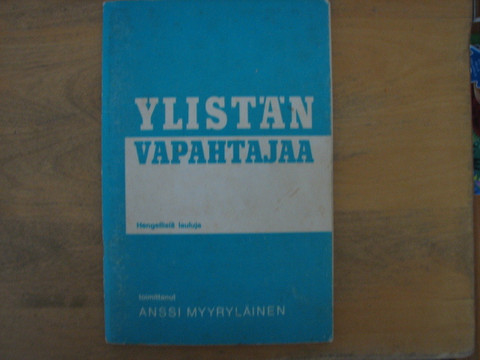 YLISTÄN
VAPAHTAJAA
Hengellisiä lauluja
toimittanut
ANSSI MYYRYLÄINEN